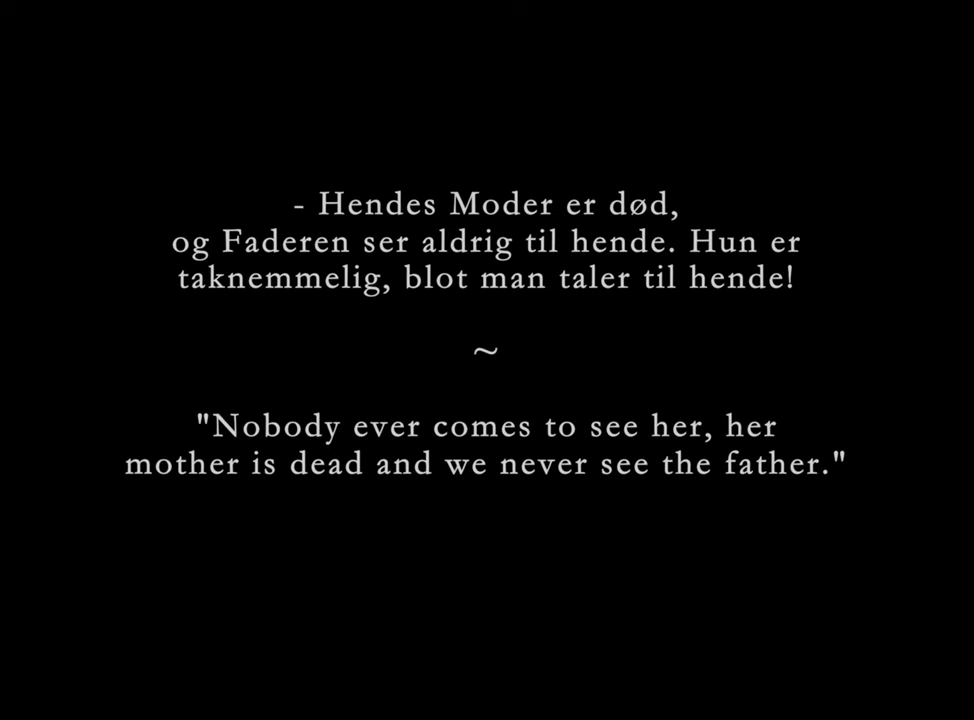 - Hendes Moder er død,
og Faderen ser aldrig til hende. Hun er
taknemmelig, blot man taler til hende!
~
"Nobody ever comes to see her, her
mother is dead and we never see the father."